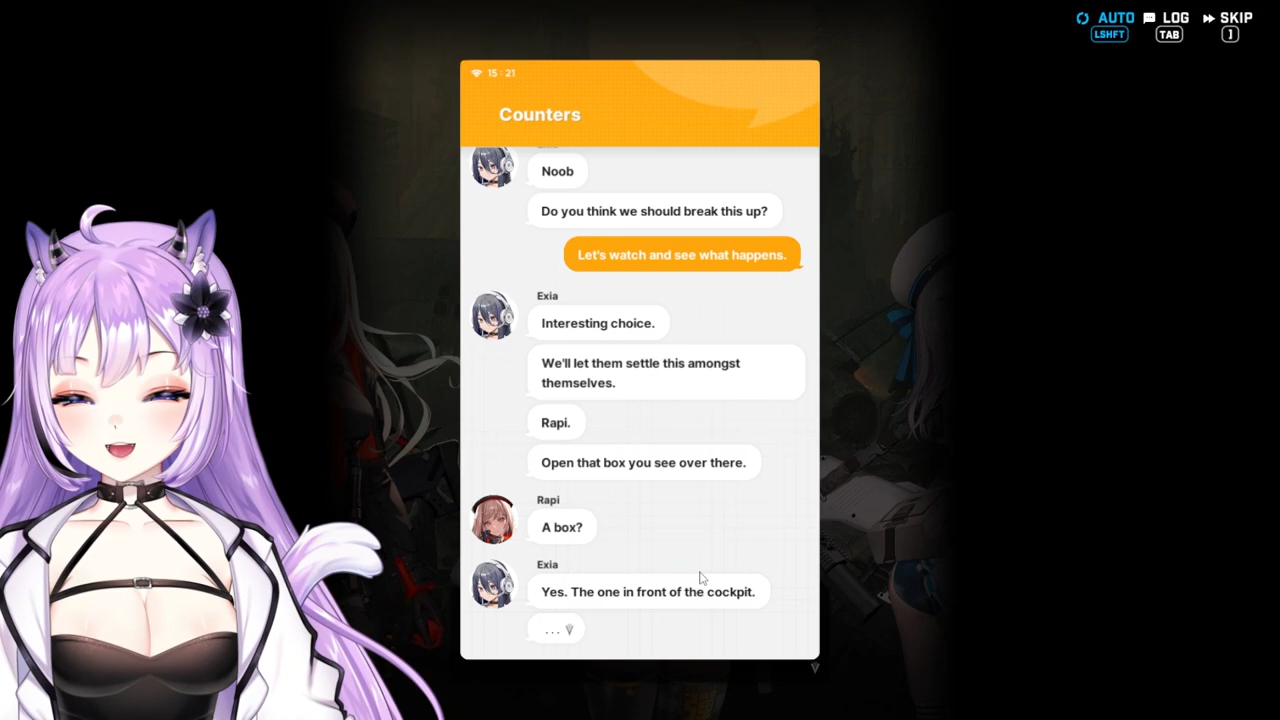 AUTO LOG SKIP
LSHFT TAB ]
15:21
Counters
Noob
Do you think we should break this up?
Let's watch and see what happens.
Exia
Interesting choice.
We'll let them settle this amongst
themselves.
Rapi.
Open that box you see over there.
Rapi
A box?
Exia
Yes. The one in front of the cockpit.
...